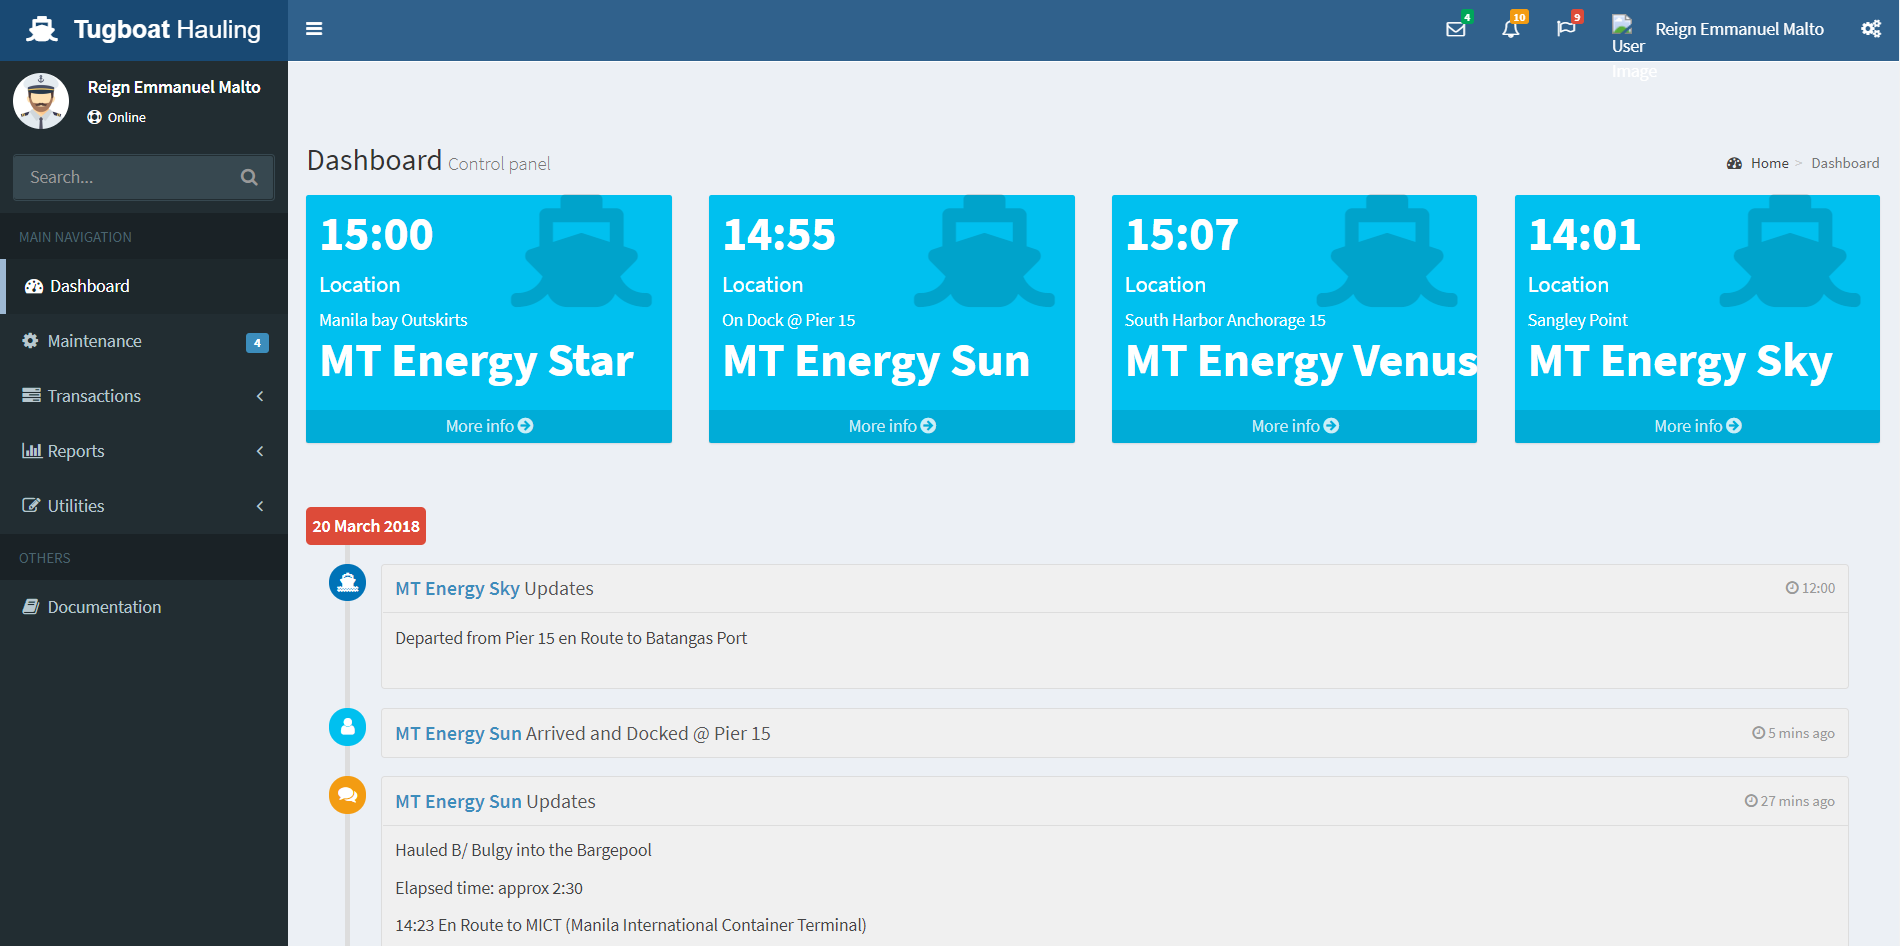 Tugboat Hauling
4
10
9
User Image
Reign Emmanuel Malto
Reign Emmanuel Malto
Online
Search...
MAIN NAVIGATION
Dashboard
Maintenance 4
Transactions
Reports
Utilities
OTHERS
Documentation
Dashboard Control panel
Home > Dashboard
15:00
Location
Manila bay Outskirts
MT Energy Star
More info
14:55
Location
On Dock @ Pier 15
MT Energy Sun
More info
15:07
Location
South Harbor Anchorage 15
MT Energy Venus
More info
14:01
Location
Sangley Point
MT Energy Sky
More info
20 March 2018
MT Energy Sky Updates 12:00
Departed from Pier 15 en Route to Batangas Port
MT Energy Sun Arrived and Docked @ Pier 15 5 mins ago
MT Energy Sun Updates 27 mins ago
Hauled B/ Bulgy into the Bargepool
Elapsed time: approx 2:30
14:23 En Route to MICT (Manila International Container Terminal)